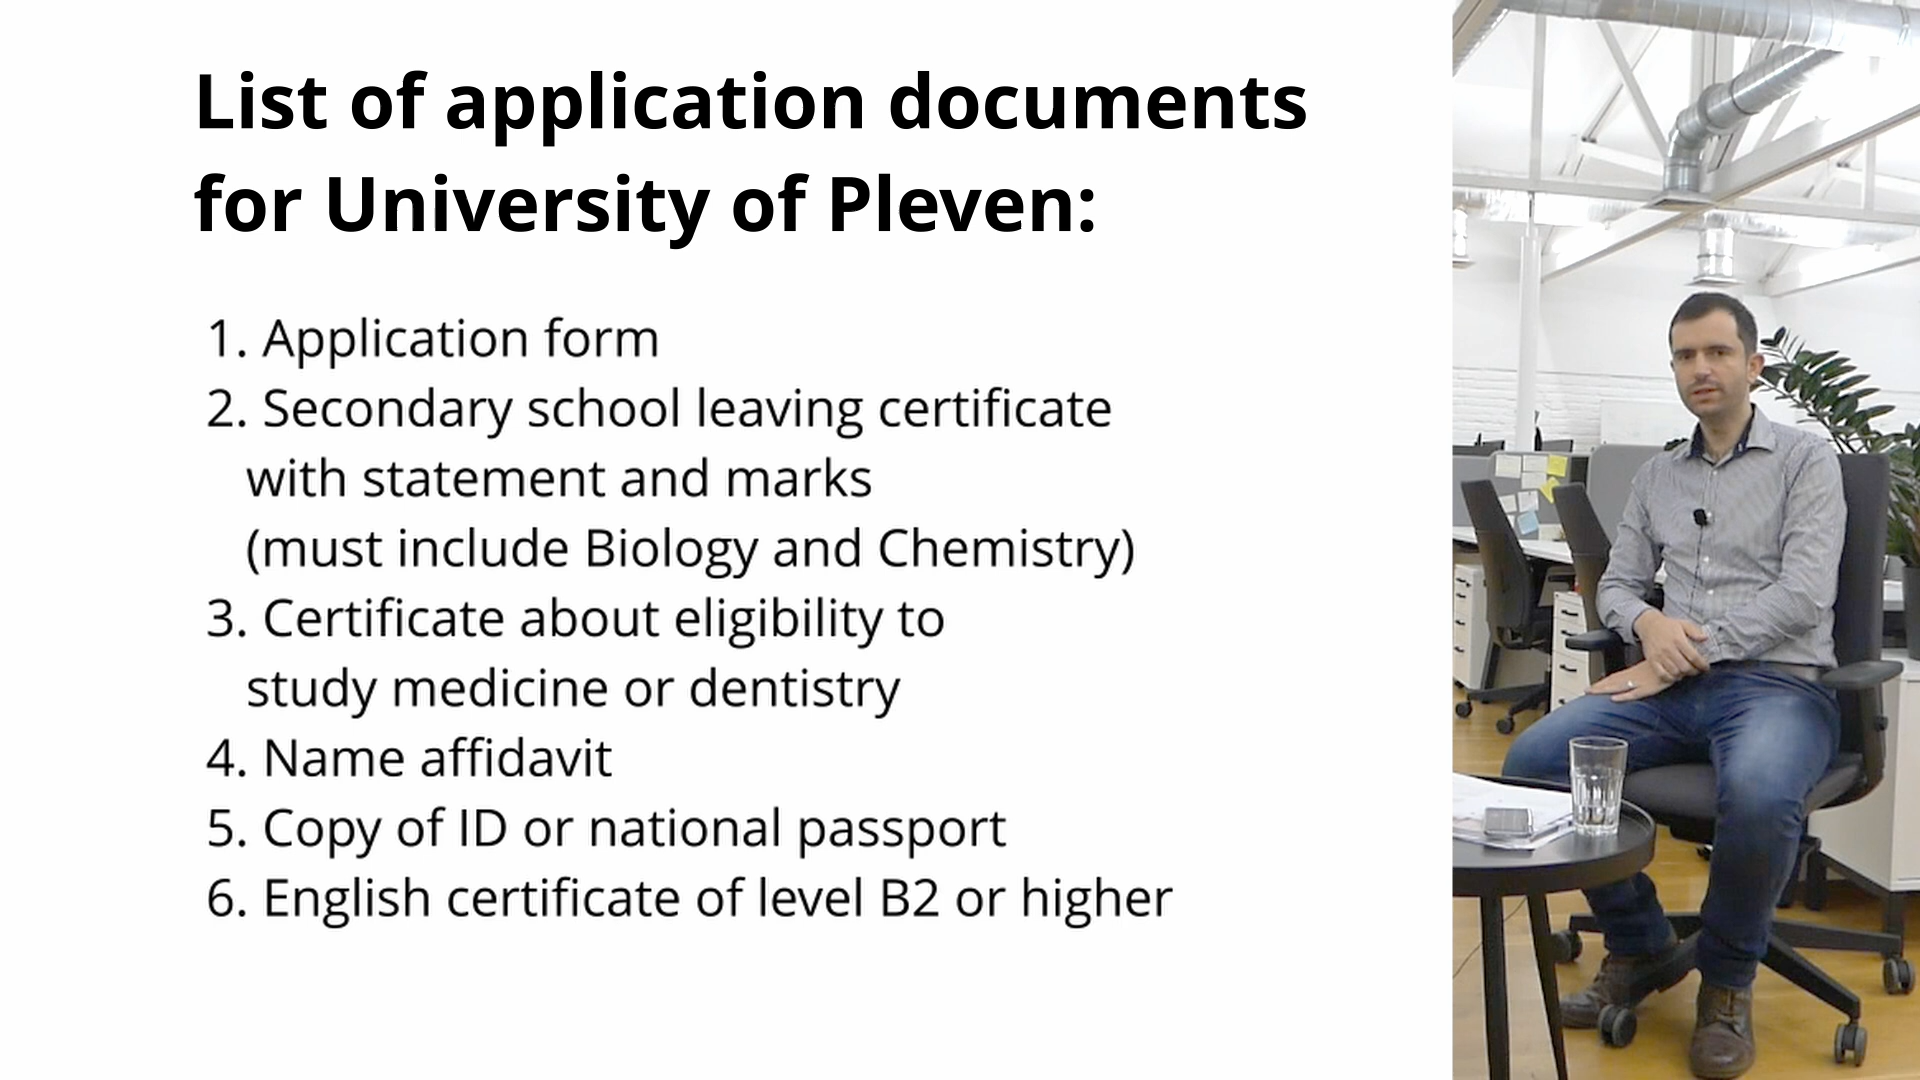 List of application documents
for University of Pleven:
1. Application form
2. Secondary school leaving certificate
with statement and marks
(must include Biology and Chemistry)
3. Certificate about eligibility to
study medicine or dentistry
4. Name affidavit
5. Copy of ID or national passport
6. English certificate of level B2 or higher